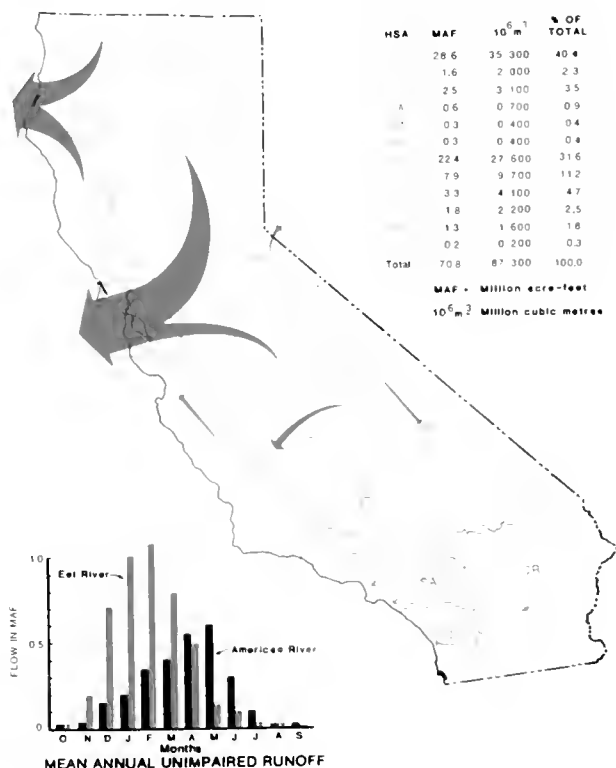 HSA MAF 10⁶m³ % OF TOTAL
28.6 35 300 40.4
1.6 2 000 2.3
2.5 3 100 3.5
0.6 0 700 0.9
0.3 0 400 0.4
0.3 0 400 0.4
22.4 27 600 31.6
7.9 9 700 11.2
3.3 4 100 4.7
1.8 2 200 2.5
1.3 1 600 1.8
0.2 0 200 0.3
Total 70.8 87 300 100.0
MAF = Million acre-feet
10⁶m³ Million cubic metres
1.0
Eel River
0.5
American River
FLOW IN MAF
0
O N D J F M A M J J A S
Months
MEAN ANNUAL UNIMPAIRED RUNOFF